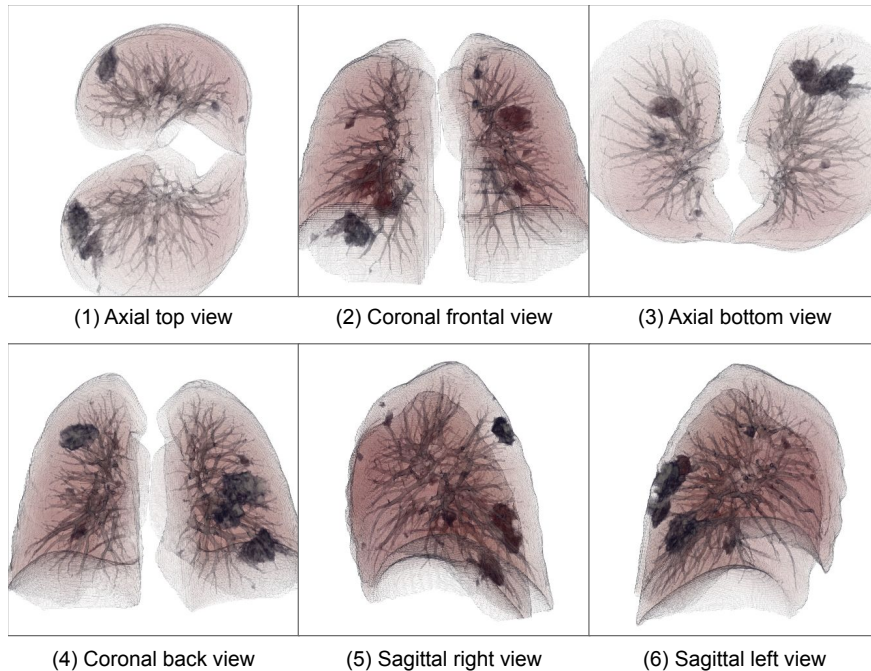 (1) Axial top view
(2) Coronal frontal view
(3) Axial bottom view
(4) Coronal back view
(5) Sagittal right view
(6) Sagittal left view